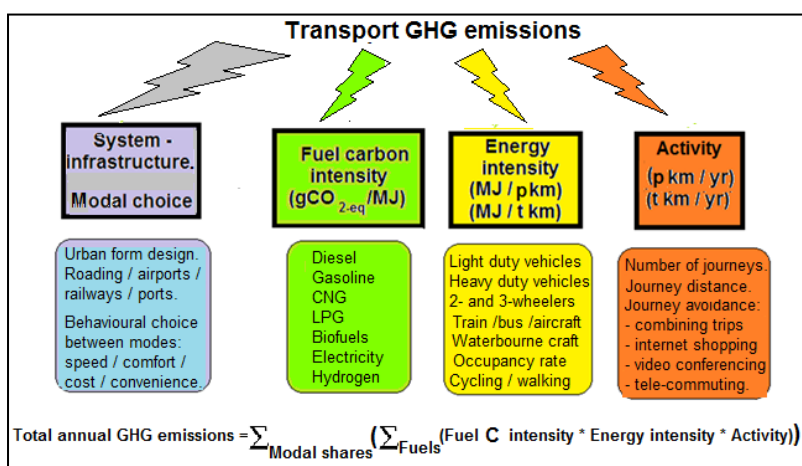 Transport GHG emissions
System -
infrastructure.
Modal choice
Fuel carbon
intensity
(gCO 2-eq/MJ)
Energy
intensity
(MJ / p km)
(MJ / t km)
Activity
(p km / yr)
(t km / yr)
Urban form design.
Roading / airports /
railways / ports.
Behavioural choice
between modes:
speed / comfort /
cost / convenience.
Diesel
Gasoline
CNG
LPG
Biofuels
Electricity
Hydrogen
Light duty vehicles
Heavy duty vehicles
2- and 3-wheelers
Train /bus /aircraft
Waterbourne craft
Occupancy rate
Cycling / walking
Number of journeys.
Journey distance.
Journey avoidance:
- combining trips
- internet shopping
- video conferencing
- tele-commuting.
Total annual GHG emissions = ∑ Modal shares (∑ Fuels (Fuel C intensity * Energy intensity * Activity))